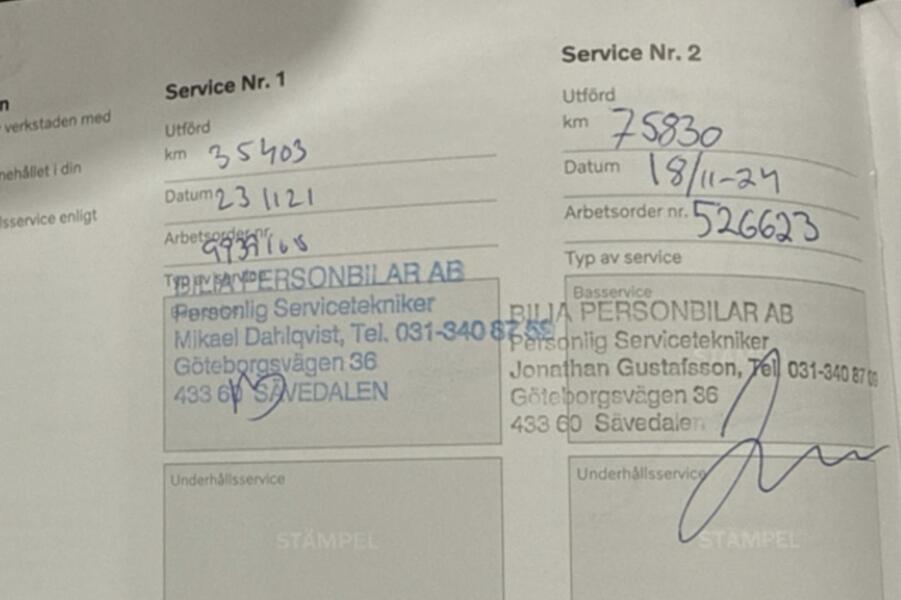 n
verkstaden med
nehållet i din
lsservice enligt
Service Nr. 1
Utförd
km 35403
Datum 231121
Arbetsorder nr.
Typ av service
BILIA PERSONBILAR AB
Personlig Servicetekniker
Mikael Dahlqvist, Tel. 031-340 87 55
Göteborgsvägen 36
433 60 SÄVEDALEN
Underhållsservice
STÄMPEL
Service Nr. 2
Utförd
km 75830
Datum 18/11-24
Arbetsorder nr. 526623
Typ av service
Basservice
BILIA PERSONBILAR AB
Personlig Servicetekniker
Jonathan Gustafsson, Tel 031-340 87 09
Göteborgsvägen 36
433 60 Sävedalen
STÄMPEL
Underhållsservice
STÄMPEL